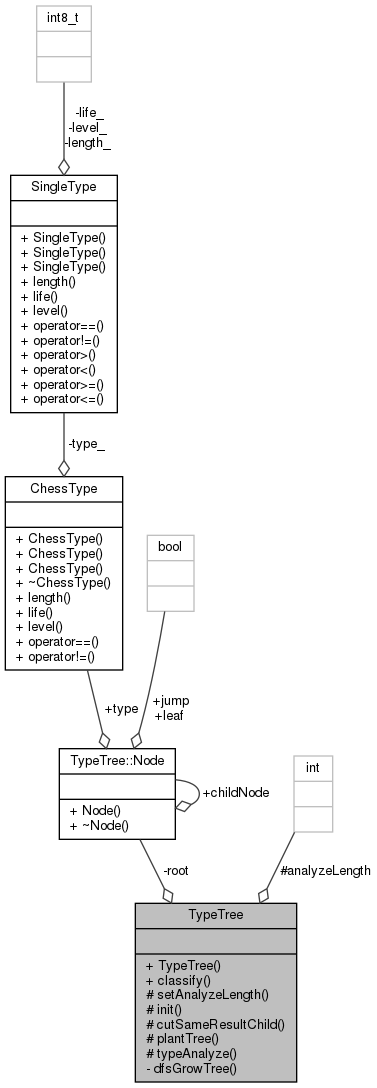 int8_t
-life_
-level_
-length_
SingleType
+ SingleType()
+ SingleType()
+ SingleType()
+ length()
+ life()
+ level()
+ operator==()
+ operator!=()
+ operator>()
+ operator<()
+ operator>=()
+ operator<=()
-type_
ChessType
+ ChessType()
+ ChessType()
+ ChessType()
+ ~ChessType()
+ length()
+ life()
+ level()
+ operator==()
+ operator!=()
bool
+type
+jump
+leaf
TypeTree::Node
+ Node()
+ ~Node()
+childNode
int
-root
#analyzeLength
TypeTree
+ TypeTree()
+ classify()
# setAnalyzeLength()
# init()
# cutSameResultChild()
# plantTree()
# typeAnalyze()
- dfsGrowTree()